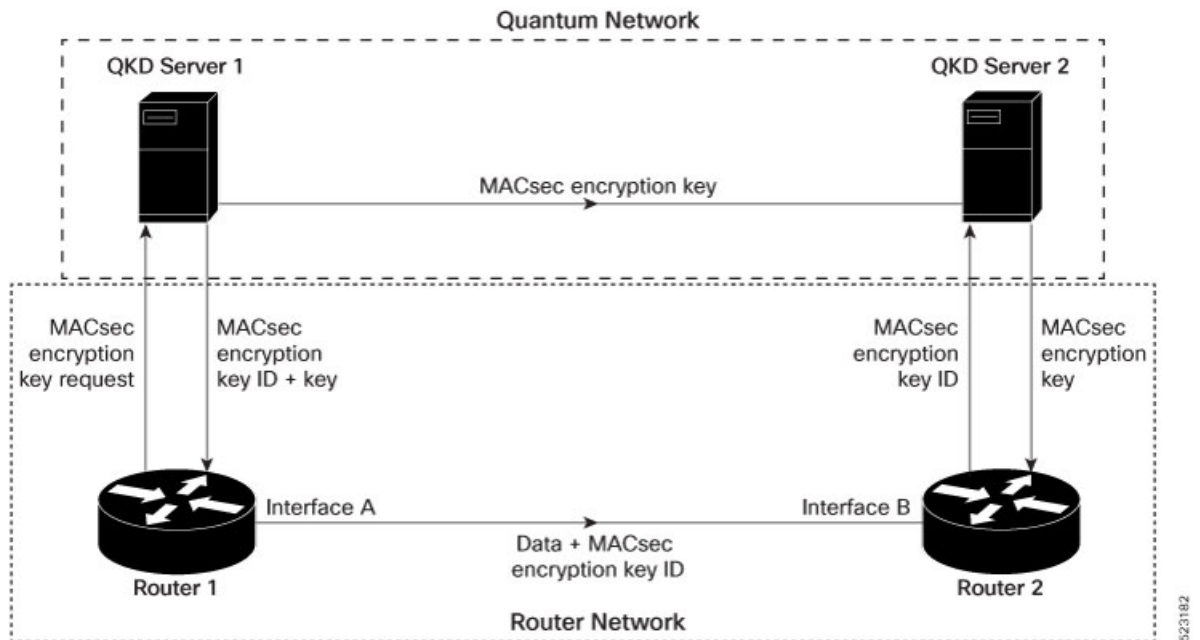 Quantum Network
QKD Server 1
QKD Server 2
MACsec encryption key
MACsec
encryption
key request
MACsec
encryption
key ID + key
MACsec
encryption
key ID
MACsec
encryption
key
Interface A
Interface B
Data + MACsec
encryption key ID
Router 1
Router 2
Router Network
523182